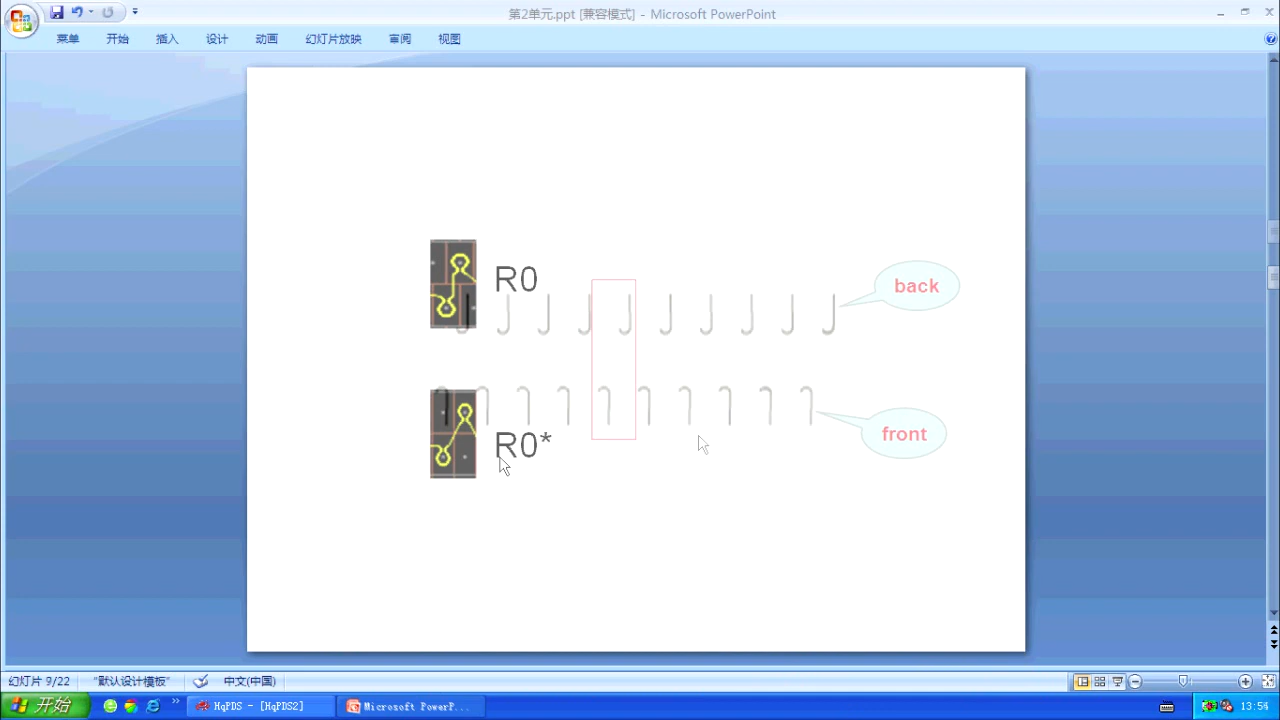 第2单元.ppt [兼容模式] - Microsoft PowerPoint
菜单 开始 插入 设计 动画 幻灯片放映 审阅 视图
R0
back
front
R0*
幻灯片 9/22 "默认设计模板" 中文(中国)
开始 HqPDS - [HqPDS2] Microsoft PowerP... 13:54